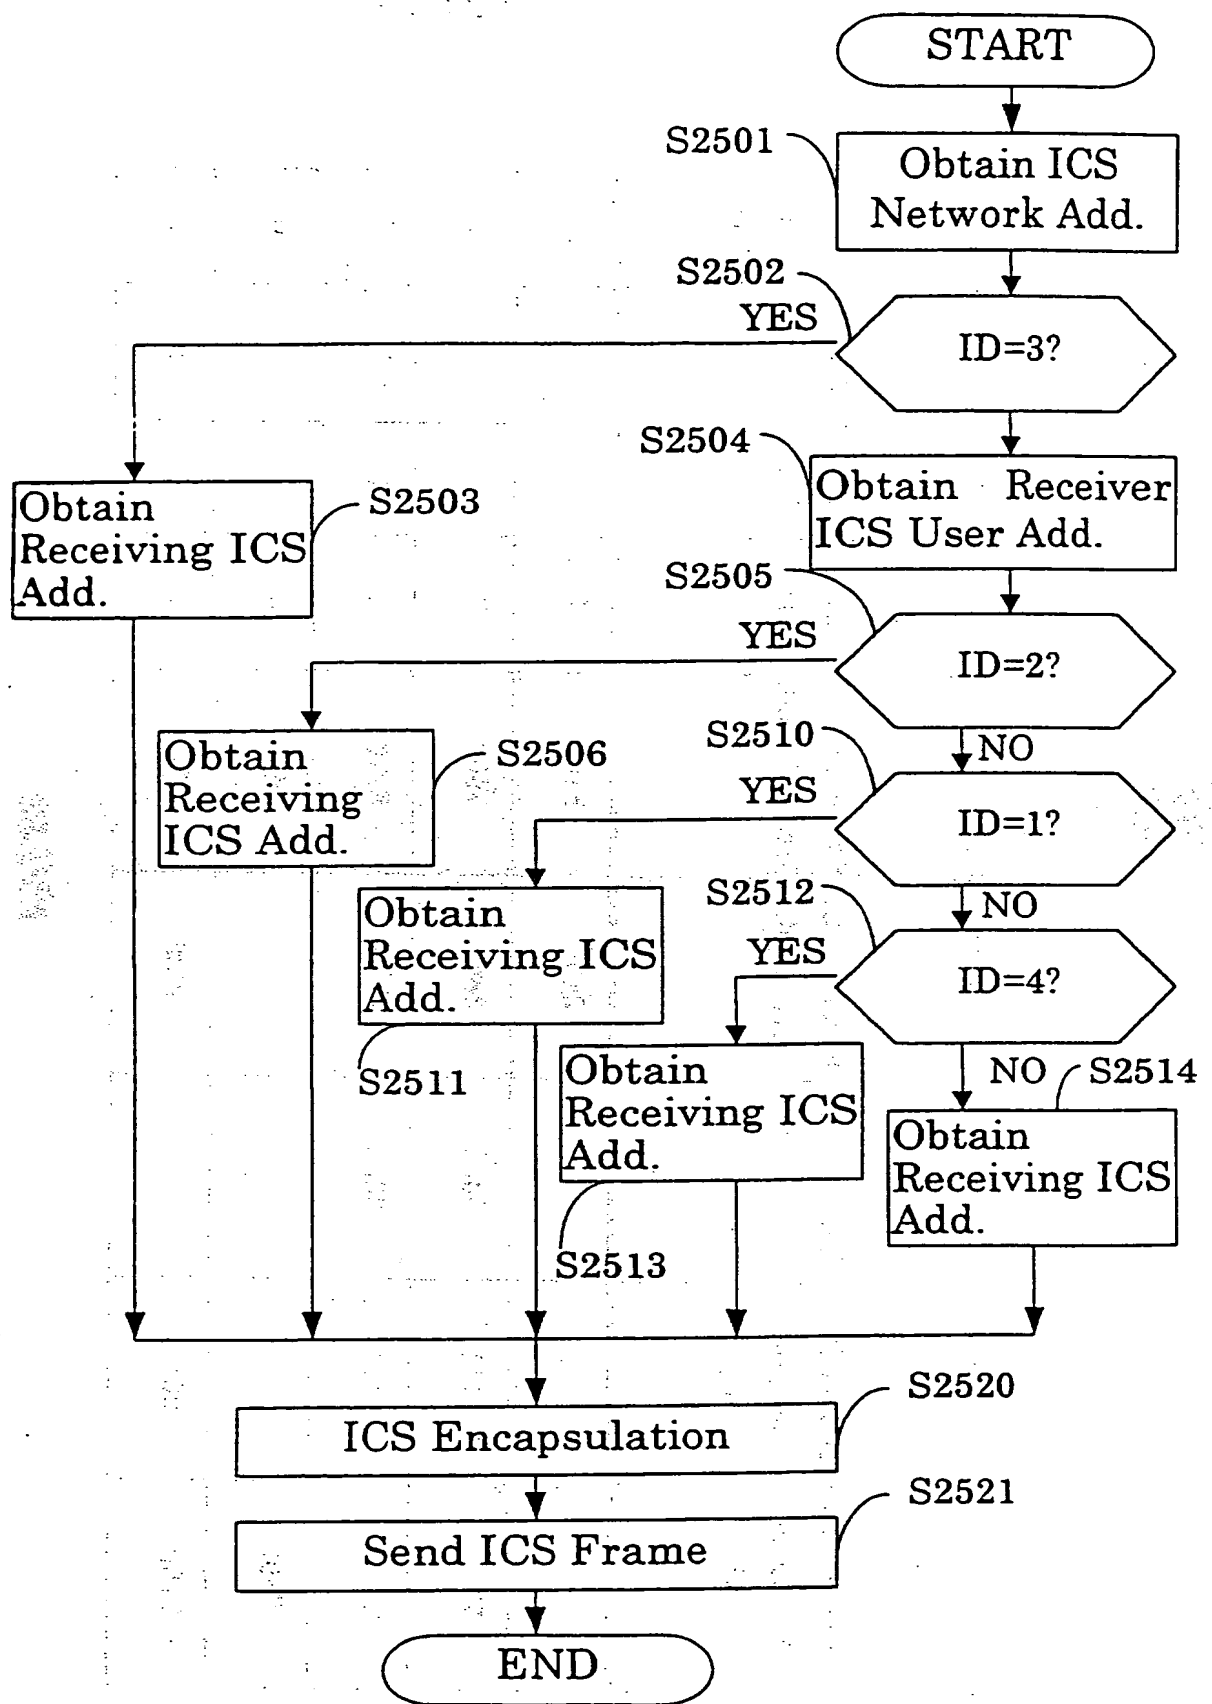 START
S2501
Obtain ICS
Network Add.
S2502
YES
ID=3?
S2504
Obtain Receiver
ICS User Add.
Obtain
Receiving ICS
Add.
S2503
S2505
YES
ID=2?
NO
Obtain
Receiving
ICS Add.
S2506
S2510
YES
ID=1?
NO
Obtain
Receiving ICS
Add.
S2511
S2512
YES
ID=4?
NO
Obtain
Receiving ICS
Add.
S2513
S2514
Obtain
Receiving ICS
Add.
S2520
ICS Encapsulation
S2521
Send ICS Frame
END